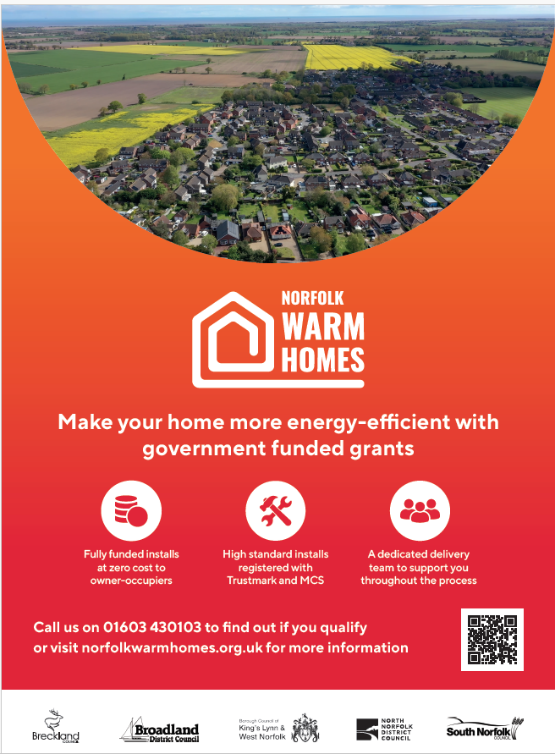 NORFOLK
WARM
HOMES
Make your home more energy-efficient with
government funded grants
Fully funded installs
at zero cost to
owner-occupiers
High standard installs
registered with
Trustmark and MCS
A dedicated delivery
team to support you
throughout the process
Call us on 01603 430103 to find out if you qualify
or visit norfolkwarmhomes.org.uk for more information
Breckland
COUNCIL
Broadland
District Council
Borough Council of
King's Lynn &
West Norfolk
NORTH
NORFOLK
DISTRICT
COUNCIL
South Norfolk
COUNCIL